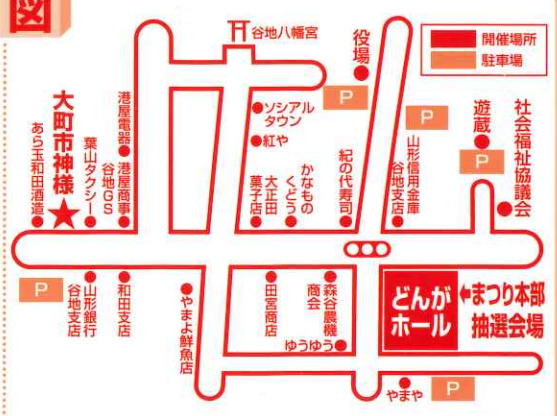 図
谷地八幡宮
役場
開催場所
駐車場
P
P
P
P
P
ソシアル
タウン
紅や
遊蔵
社会福祉協議会
港屋電器
港屋商事
谷地GS
葉山タクシー
大町市神様
あら玉和田酒造
大正田
菓子店
かなもの
くどう
紀の代寿司
山形信用金庫
谷地支店
山形銀行
谷地支店
和田支店
やまよ鮮魚店
田宮商店
森谷農機
商会
ゆうゆう
どんが
ホール
←まつり本部
抽選会場
やまや